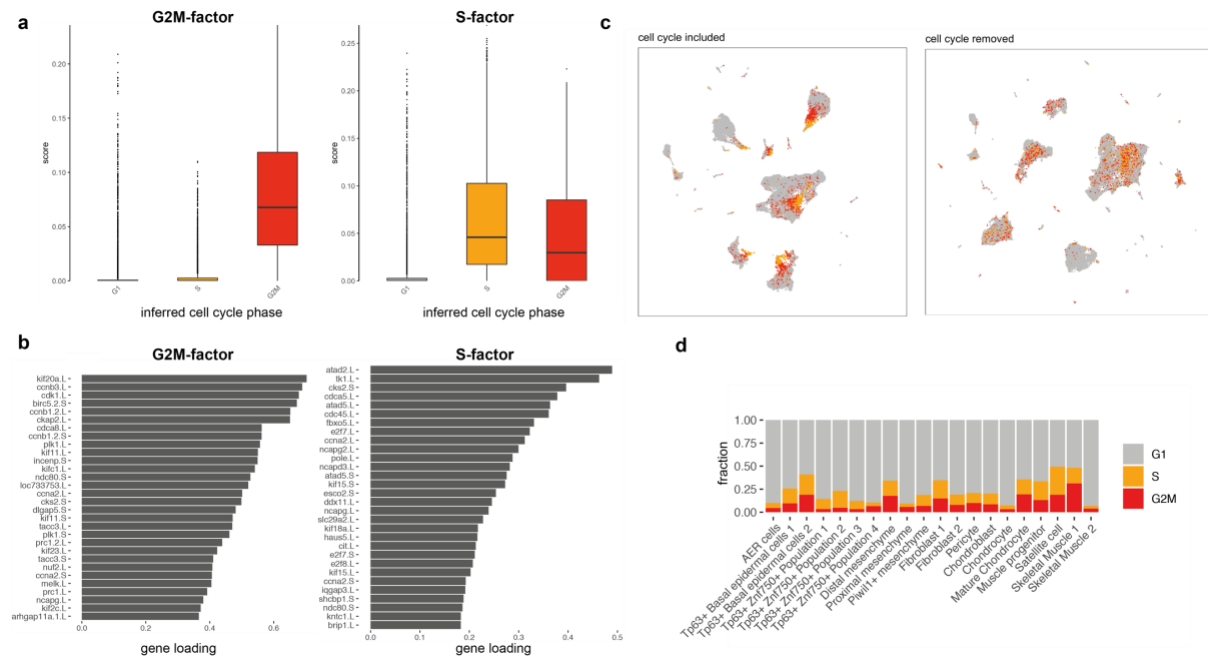 a
G2M-factor
S-factor
score
0.20
0.15
0.10
0.05
0.00
G1
S
G2M
inferred cell cycle phase
score
0.25
0.20
0.15
0.10
0.05
0.00
G1
S
G2M
inferred cell cycle phase
b
G2M-factor
kif20a.L
ccnb3.L
cdk1.L
birc5.2.S
ccnb1.2.L
ckap2.L
cdca8.L
ccnb1.2.S
plk1.L
kif11.L
incenp.S
kifc1.L
ndc80.S
loc733753.L
ccna2.L
cks2.S
dlgap5.S
kif11.S
tacc3.L
plk1.S
prc1.2.L
kif23.L
tacc3.S
nuf2.L
ccna2.S
melk.L
prc1.L
ncapg.L
kif2c.L
arhgap11a.1.L
0.0 0.2 0.4 0.6
gene loading
S-factor
atad2.L
tk1.L
cks2.S
cdca5.L
atad5.L
cdc45.L
fbxo5.L
e2f7.L
ccna2.L
ncapg2.L
pole.L
ncapd3.L
atad5.S
kif15.S
esco2.S
ddx11.L
ncapg.L
slc29a2.L
kif18a.L
haus5.L
cit.L
e2f7.S
e2f8.L
kif15.L
ccna2.S
iqgap3.L
shcbp1.S
ndc80.S
kntc1.L
brip1.L
0.0 0.1 0.2 0.3 0.4 0.5
gene loading
c
cell cycle included
cell cycle removed
d
fraction
1.00
0.75
0.50
0.25
0.00
AER cells
Tp63+ Basal epidermal cells 1
Tp63+ Basal epidermal cells 2
Tp63+ Znf750+ Population 1
Tp63+ Znf750+ Population 2
Tp63+ Znf750+ Population 3
Tp63+ Znf750+ Population 4
Distal mesenchyme
Proximal mesenchyme
Piwil1+ mesenchyme
Fibroblast 1
Fibroblast 2
Pericyte
Chondroblast
Chondrocyte
Mature Chondrocyte
Muscle progenitor
Satellite cell
Skeletal Muscle 1
Skeletal Muscle 2
G1
S
G2M